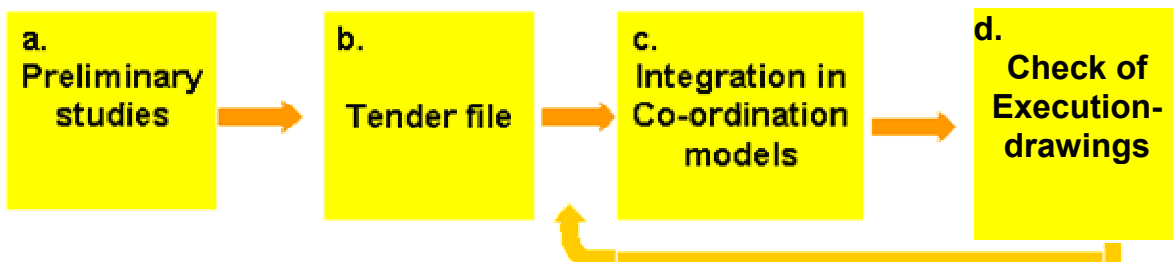 a.
Preliminary
studies
b.
Tender file
c.
Integration in
Co-ordination
models
d.
Check of
Execution-
drawings